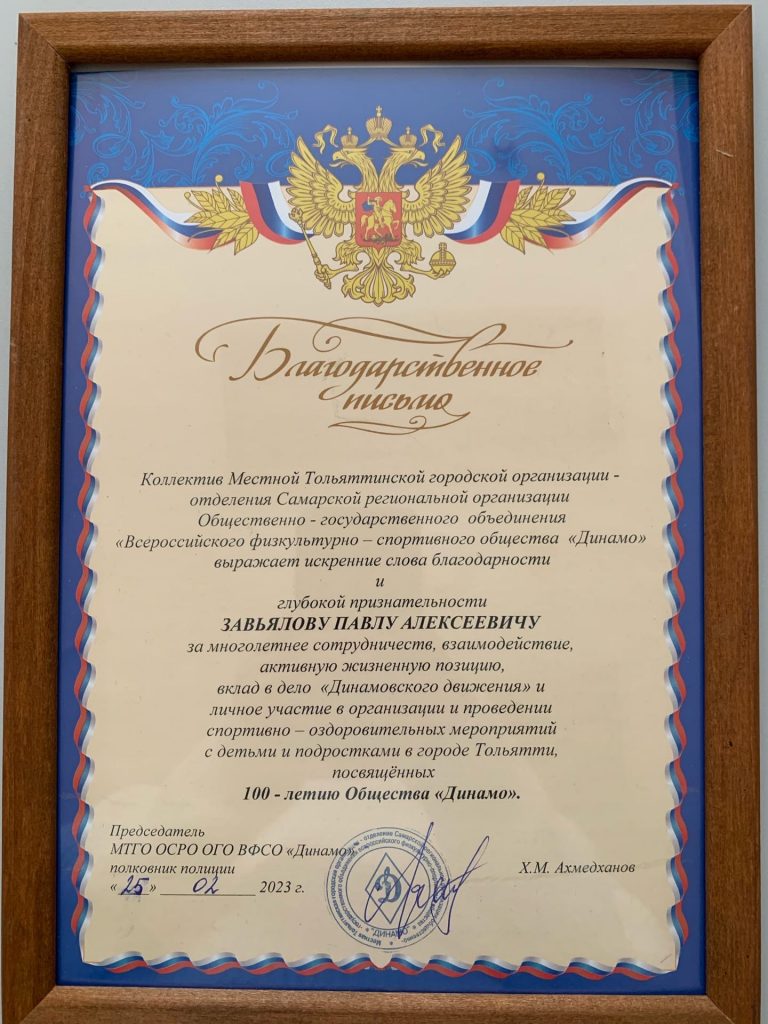 Благодарственное
письмо
Коллектив Местной Тольяттинской городской организации -
отделения Самарской региональной организации
Общественно - государственного объединения
«Всероссийского физкультурно – спортивного общества «Динамо»
выражает искренние слова благодарности
и
глубокой признательности
ЗАВЬЯЛОВУ ПАВЛУ АЛЕКСЕЕВИЧУ
за многолетнее сотрудничеств, взаимодействие,
активную жизненную позицию,
вклад в дело «Динамовского движения» и
личное участие в организации и проведении
спортивно – оздоровительных мероприятий
с детьми и подростками в городе Тольятти,
посвящённых
100 - летию Общества «Динамо».
Председатель
МТГО ОСРО ОГО ВФСО «Динамо»
полковник полиции
Х.М. Ахмедханов
« 25 » 02 2023 г.
Д
"ДИНАМО"